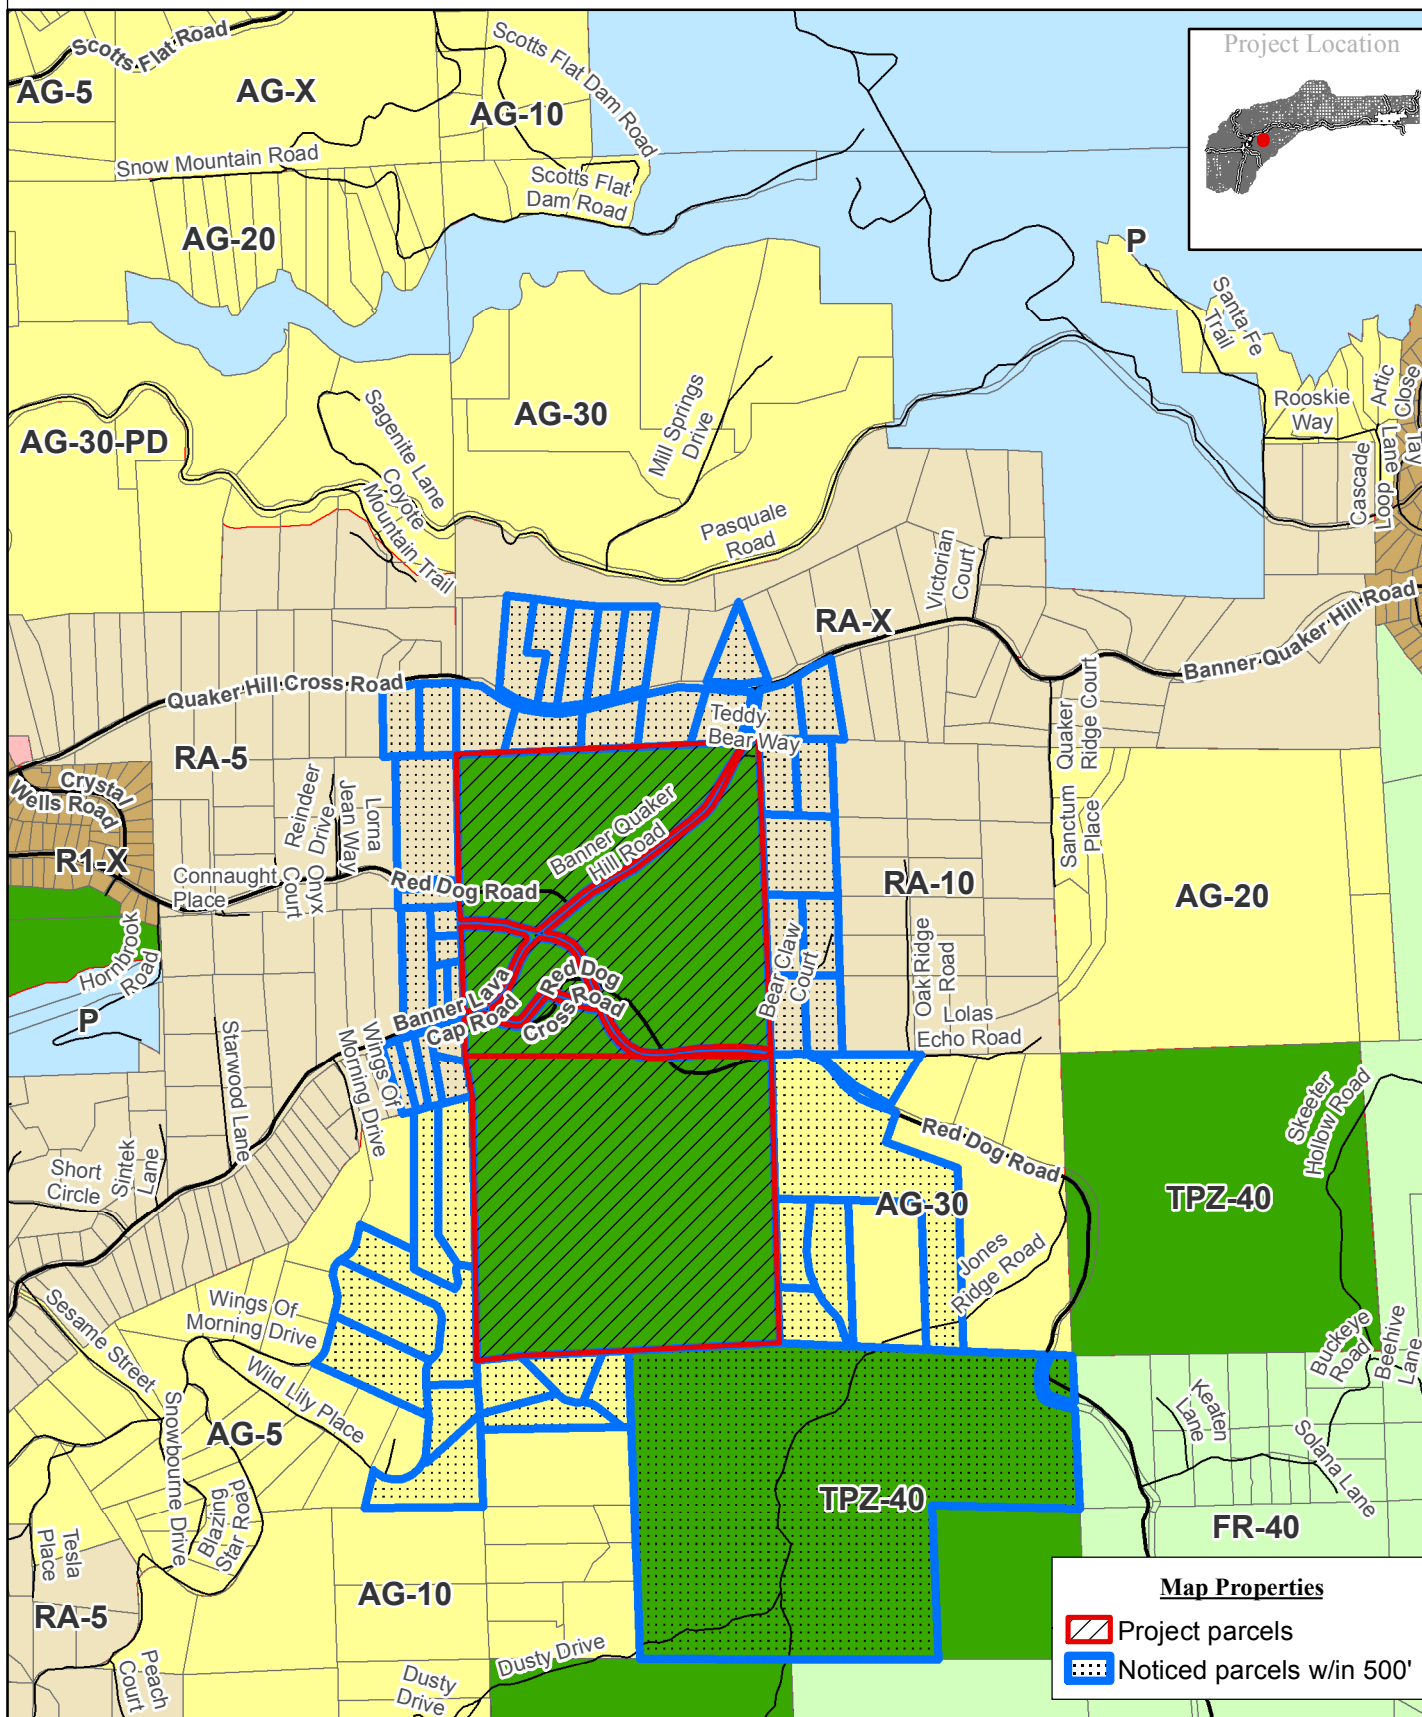 Scotts Flat Road
AG-5
AG-X
AG-10
Scotts Flat Dam Road
Project Location
Snow Mountain Road
Scotts Flat
Dam Road
AG-20
P
Santa Fe
Trail
AG-30-PD
Sagenite Lane
Coyote
Mountain Trail
AG-30
Mill Springs
Drive
Pasquale
Road
Rooskie
Way
Artic
Close
Cascade
Loop
Lane
Tay
Victorian
Court
RA-X
Banner Quaker Hill Road
Quaker Hill Cross Road
Teddy
Bear Way
Quaker
Ridge Court
RA-5
Crystal
Wells Road
R1-X
Reindeer
Drive
Jean Way
Lorna
Connaught
Place
Court
Onyx
Red Dog Road
Banner Quaker
Hill Road
RA-10
Sanctum
Place
AG-20
Hornbrook
Road
P
Banner Lava
Cap Road
Red Dog
Cross Road
Bear Claw
Court
Oak Ridge
Road
Lolas
Echo Road
Starwood Lane
Wings Of
Morning Drive
Short
Circle
Sintek
Lane
Red Dog Road
AG-30
Jones
Ridge Road
TPZ-40
Skeeter
Hollow Road
Sesame Street
Wings Of
Morning Drive
Wild Lily Place
AG-5
Snowbourne Drive
Blazing
Star Road
Buckeye
Road
Beehive
Lane
Keaten
Lane
Solana Lane
TPZ-40
FR-40
Tesla
Place
RA-5
AG-10
Peach
Court
Dusty
Drive
Dusty Drive
Map Properties
Project parcels
Noticed parcels w/in 500'